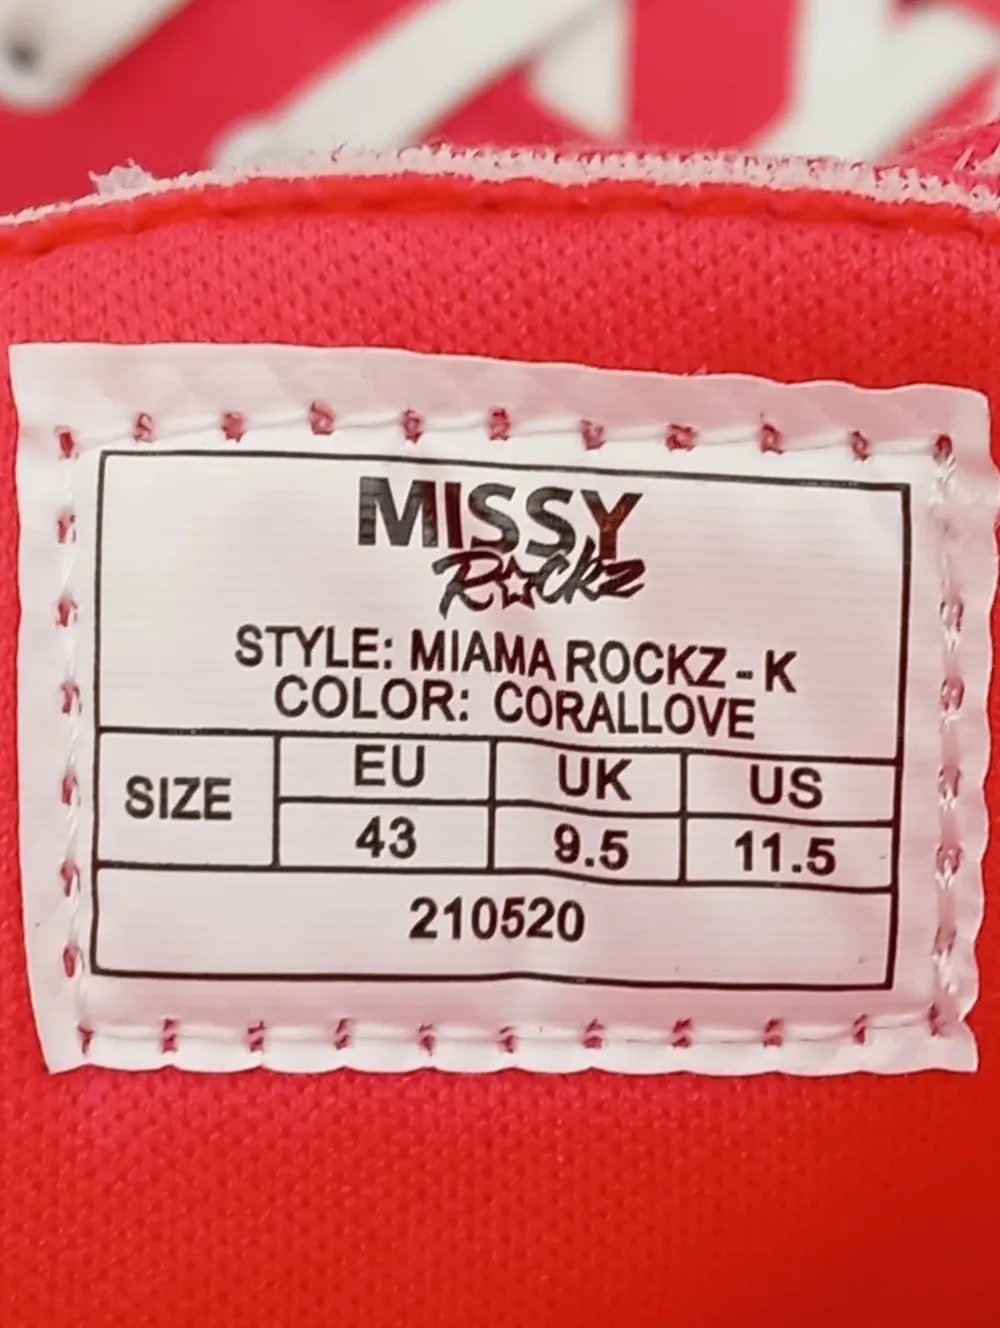 MISSY
Rockz
STYLE: MIAMA ROCKZ - K
COLOR: CORALLOVE
SIZE EU UK US
43 9.5 11.5
210520